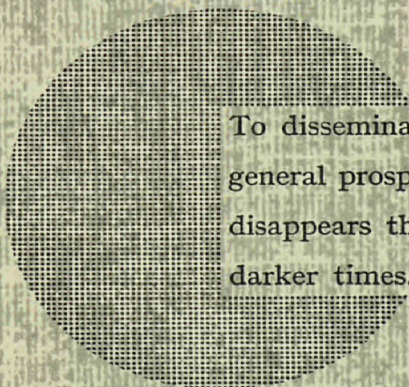 To dissemina
general prosp
disappears th
darker times.